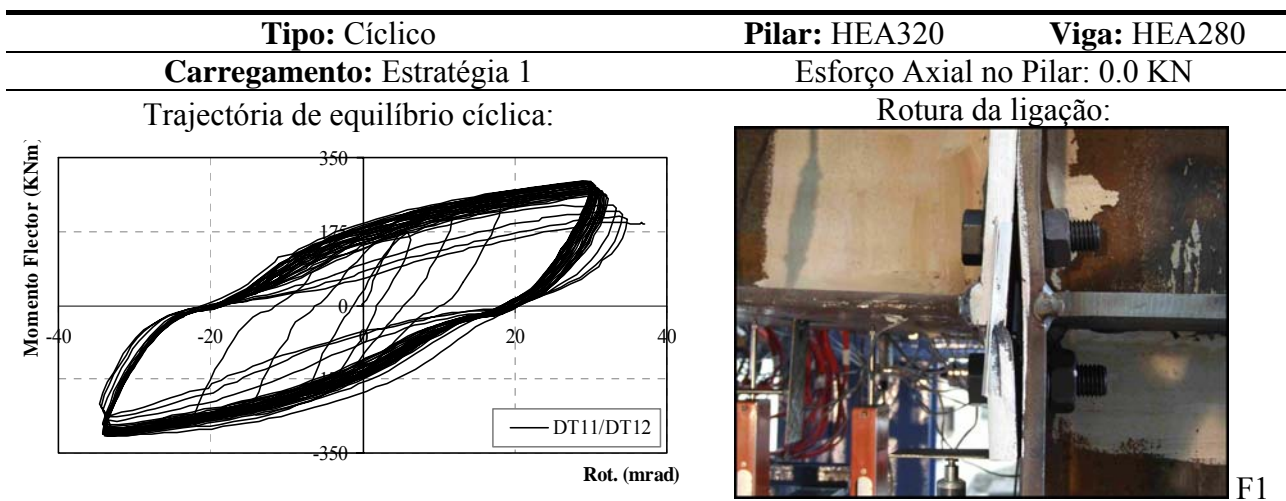 Tipo: Cíclico Pilar: HEA320 Viga: HEA280
Carregamento: Estratégia 1 Esforço Axial no Pilar: 0.0 KN
Trajectória de equilíbrio cíclica: Rotura da ligação:
Momento Flector (KNm)
350
175
0
-350
-40 -20 0 20 40
DT11/DT12
Rot. (mrad)
F1